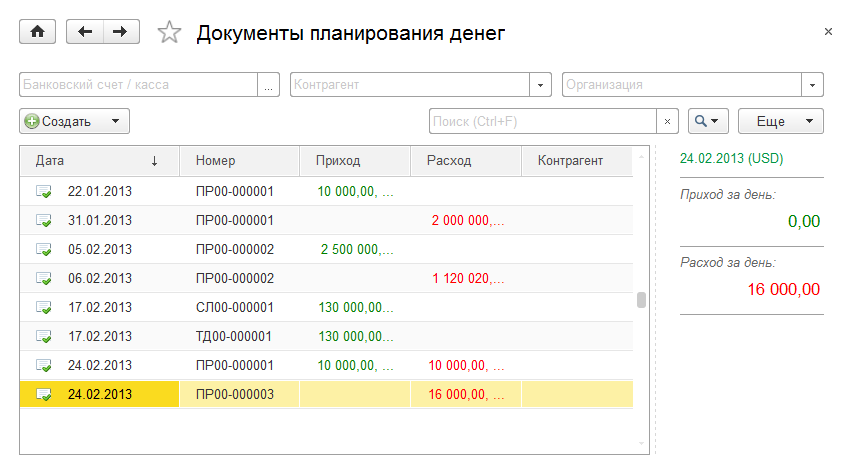 Документы планирования денег
Банковский счет / касса ... Контрагент Организация
Создать Поиск (Ctrl+F) × Еще
Дата ↓ Номер Приход Расход Контрагент
22.01.2013 ПР00-000001 10 000,00, ...
31.01.2013 ПР00-000001 2 000 000,...
05.02.2013 ПР00-000002 2 500 000,...
06.02.2013 ПР00-000002 1 120 020,...
17.02.2013 СЛ00-000001 130 000,00...
17.02.2013 ТД00-000001 130 000,00...
24.02.2013 ПР00-000001 10 000,00, ... 10 000,00, ...
24.02.2013 ПР00-000003 16 000,00, ...
24.02.2013 (USD)
Приход за день:
0,00
Расход за день:
16 000,00